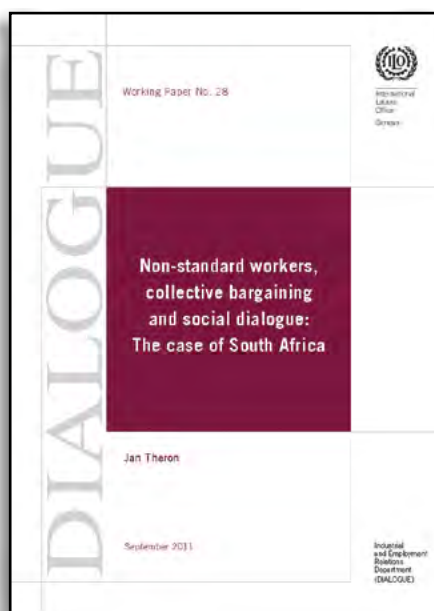 DIALOGUE
Working Paper No. 28
ILO
International
Labour
Office
Geneva
Non-standard workers,
collective bargaining
and social dialogue:
The case of South Africa
Jan Theron
September 2011
Industrial
and Employment
Relations
Department
(DIALOGUE)